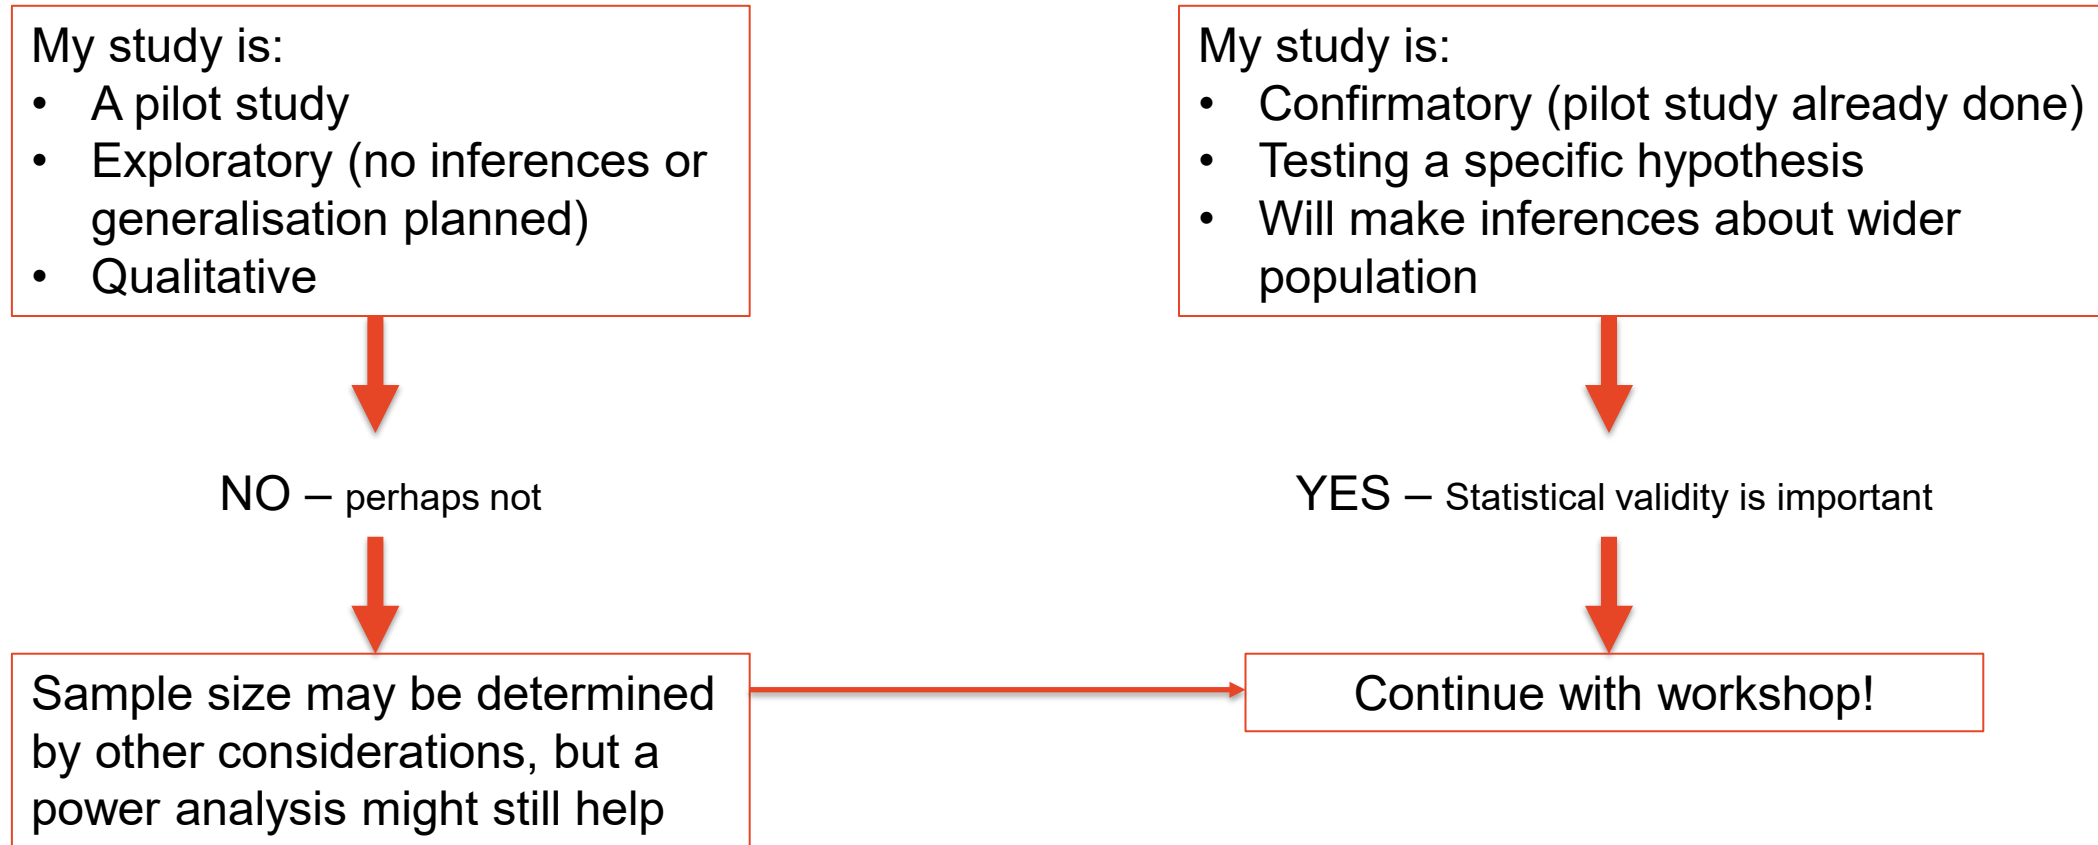 My study is:
• A pilot study
• Exploratory (no inferences or
generalisation planned)
• Qualitative
NO – perhaps not
Sample size may be determined
by other considerations, but a
power analysis might still help
My study is:
• Confirmatory (pilot study already done)
• Testing a specific hypothesis
• Will make inferences about wider
population
YES – Statistical validity is important
Continue with workshop!